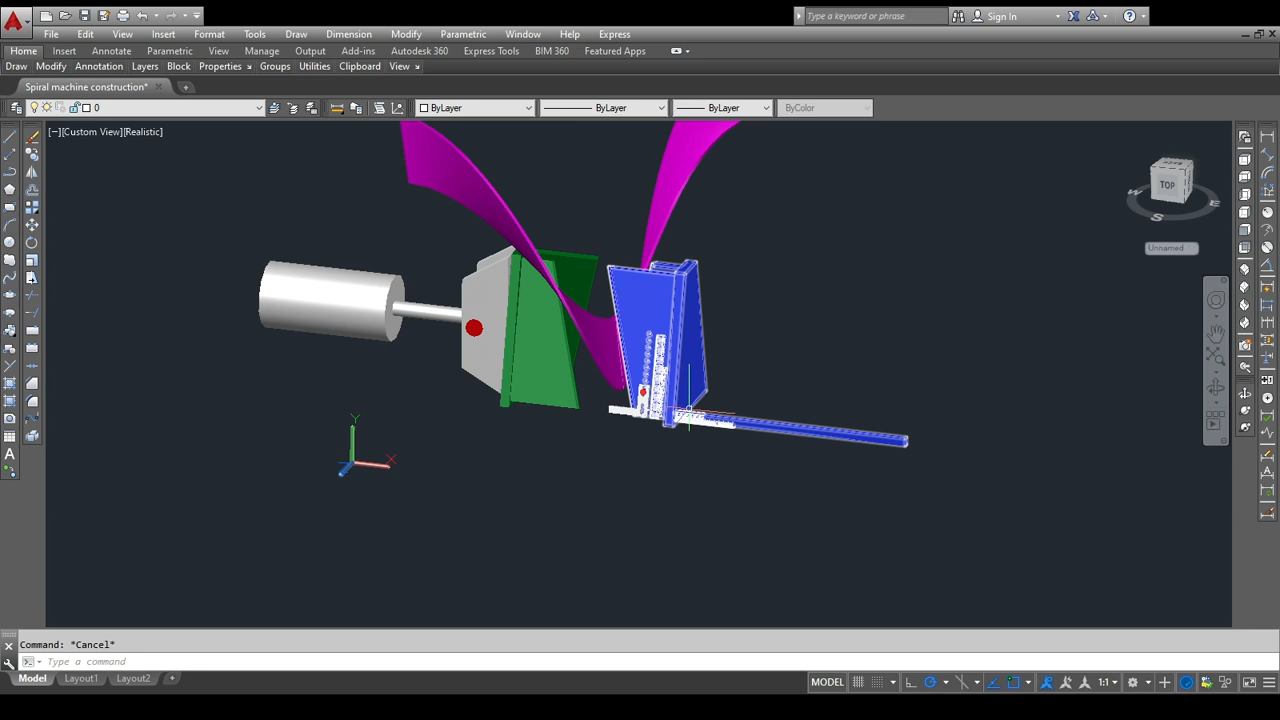 Type a keyword or phrase
Sign In
File Edit View Insert Format Tools Draw Dimension Modify Parametric Window Help Express
Home Insert Annotate Parametric View Manage Output Add-ins Autodesk 360 Express Tools BIM 360 Featured Apps
Draw Modify Annotation Layers Block Properties Groups Utilities Clipboard View
Spiral machine construction*
0 ByLayer ByLayer ByLayer ByColor
[−][Custom View][Realistic]
TOP
W
E
S
Unnamed
Y
X
Command: *Cancel*
Type a command
Model Layout1 Layout2
MODEL
1:1